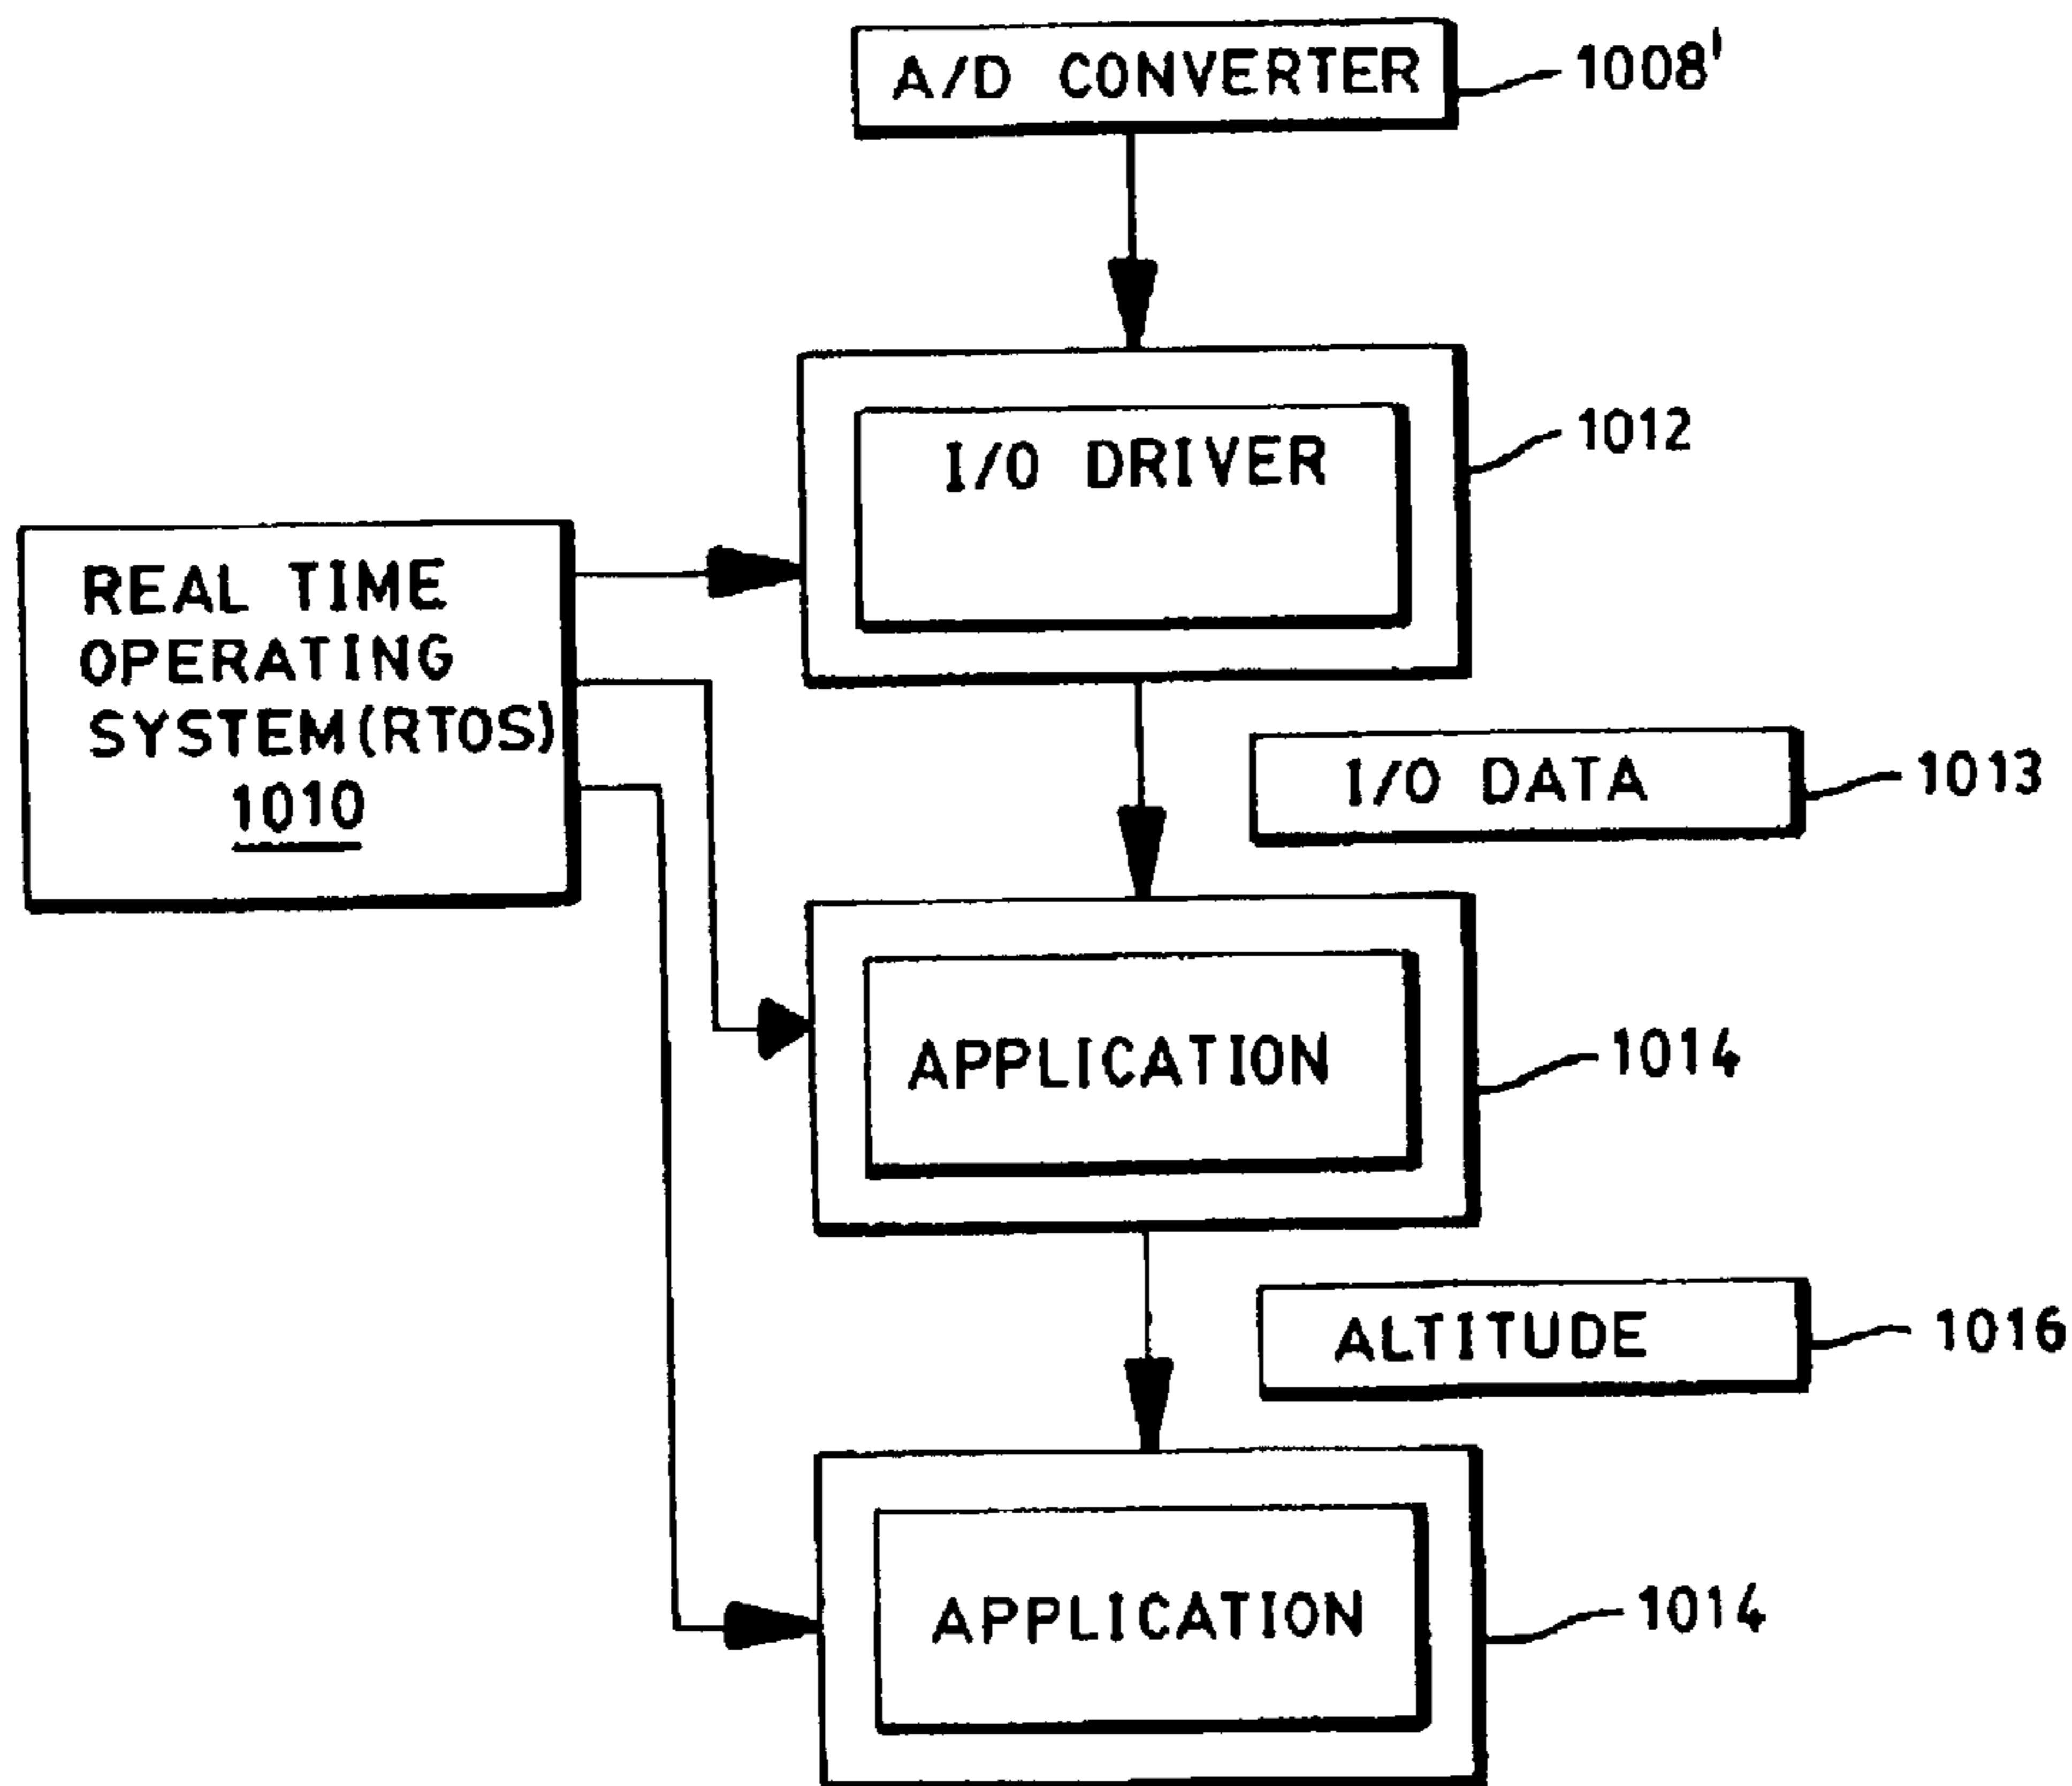 A/D CONVERTER
1008'
I/O DRIVER
1012
REAL TIME
OPERATING
SYSTEM(RTOS)
1010
I/O DATA
1013
APPLICATION
1014
ALTITUDE
1016
APPLICATION
1014